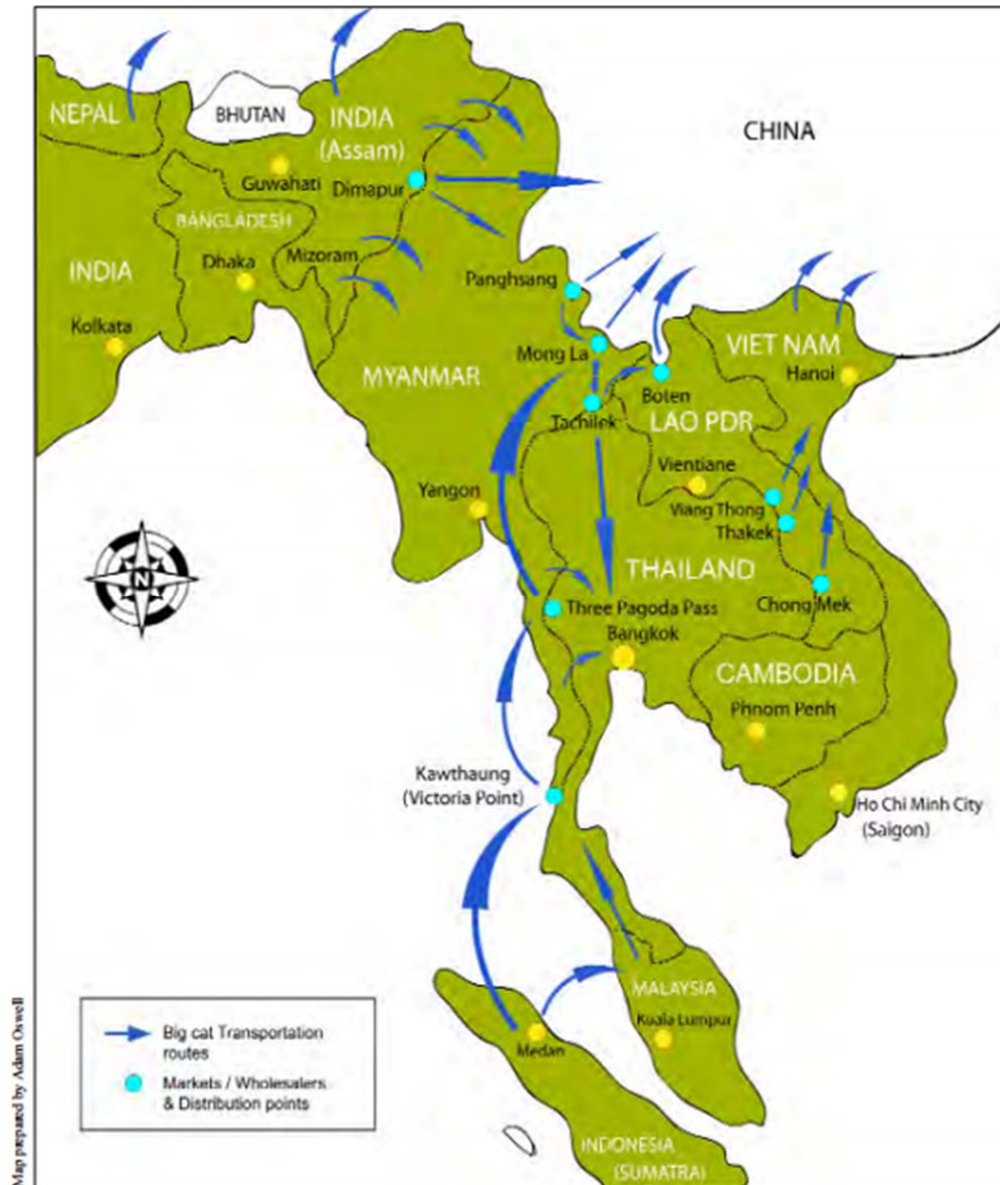 NEPAL
BHUTAN
INDIA
(Assam)
CHINA
Guwahati
Dimapur
BANGLADESH
Dhaka
Mizoram
INDIA
Kolkata
Panghsang
MYANMAR
Mong La
VIET NAM
Hanoi
Boten
Tachilek
LAO PDR
Vientiane
Yangon
Viang Thong
Thakek
THAILAND
Three Pagoda Pass
Chong Mek
Bangkok
CAMBODIA
Phnom Penh
Kawthaung
(Victoria Point)
Ho Chi Minh City
(Saigon)
N
MALAYSIA
Kuala Lumpur
Medan
INDONESIA
(SUMATRA)
Big cat Transportation
routes
Markets / Wholesalers
& Distribution points
Map prepared by Adam Oswell